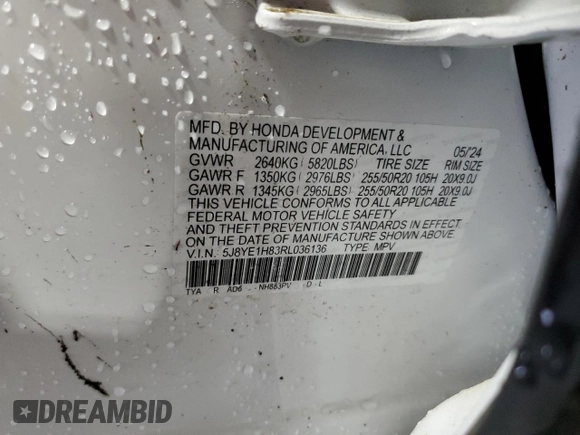 MFD. BY HONDA DEVELOPMENT &
MANUFACTURING OF AMERICA, LLC 05/24
GVWR 2640KG (5820LBS) TIRE SIZE RIM SIZE
GAWR F 1350KG (2976LBS) 255/50R20 105H 20X9.0J
GAWR R 1345KG (2965LBS) 255/50R20 105H 20X9.0J
THIS VEHICLE CONFORMS TO ALL APPLICABLE
FEDERAL MOTOR VEHICLE SAFETY
AND THEFT PREVENTION STANDARDS IN EFFECT
ON THE DATE OF MANUFACTURE SHOWN ABOVE.
V.I.N.: 5J8YE1H83RL036136 TYPE: MPV
TYA R AD6 -- NH883PV -D-L
DREAMBID